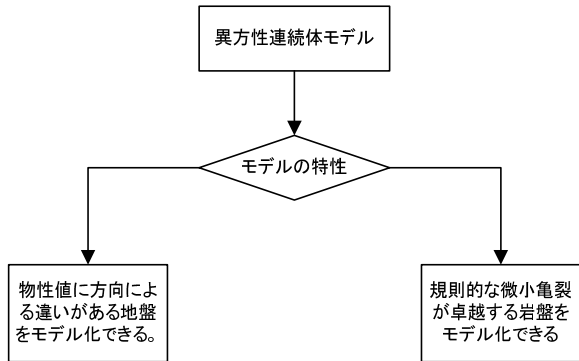 異方性連続体モデル
モデルの特性
物性値に方向によ
る違いがある地盤
をモデル化できる。
規則的な微小亀裂
が卓越する岩盤を
モデル化できる